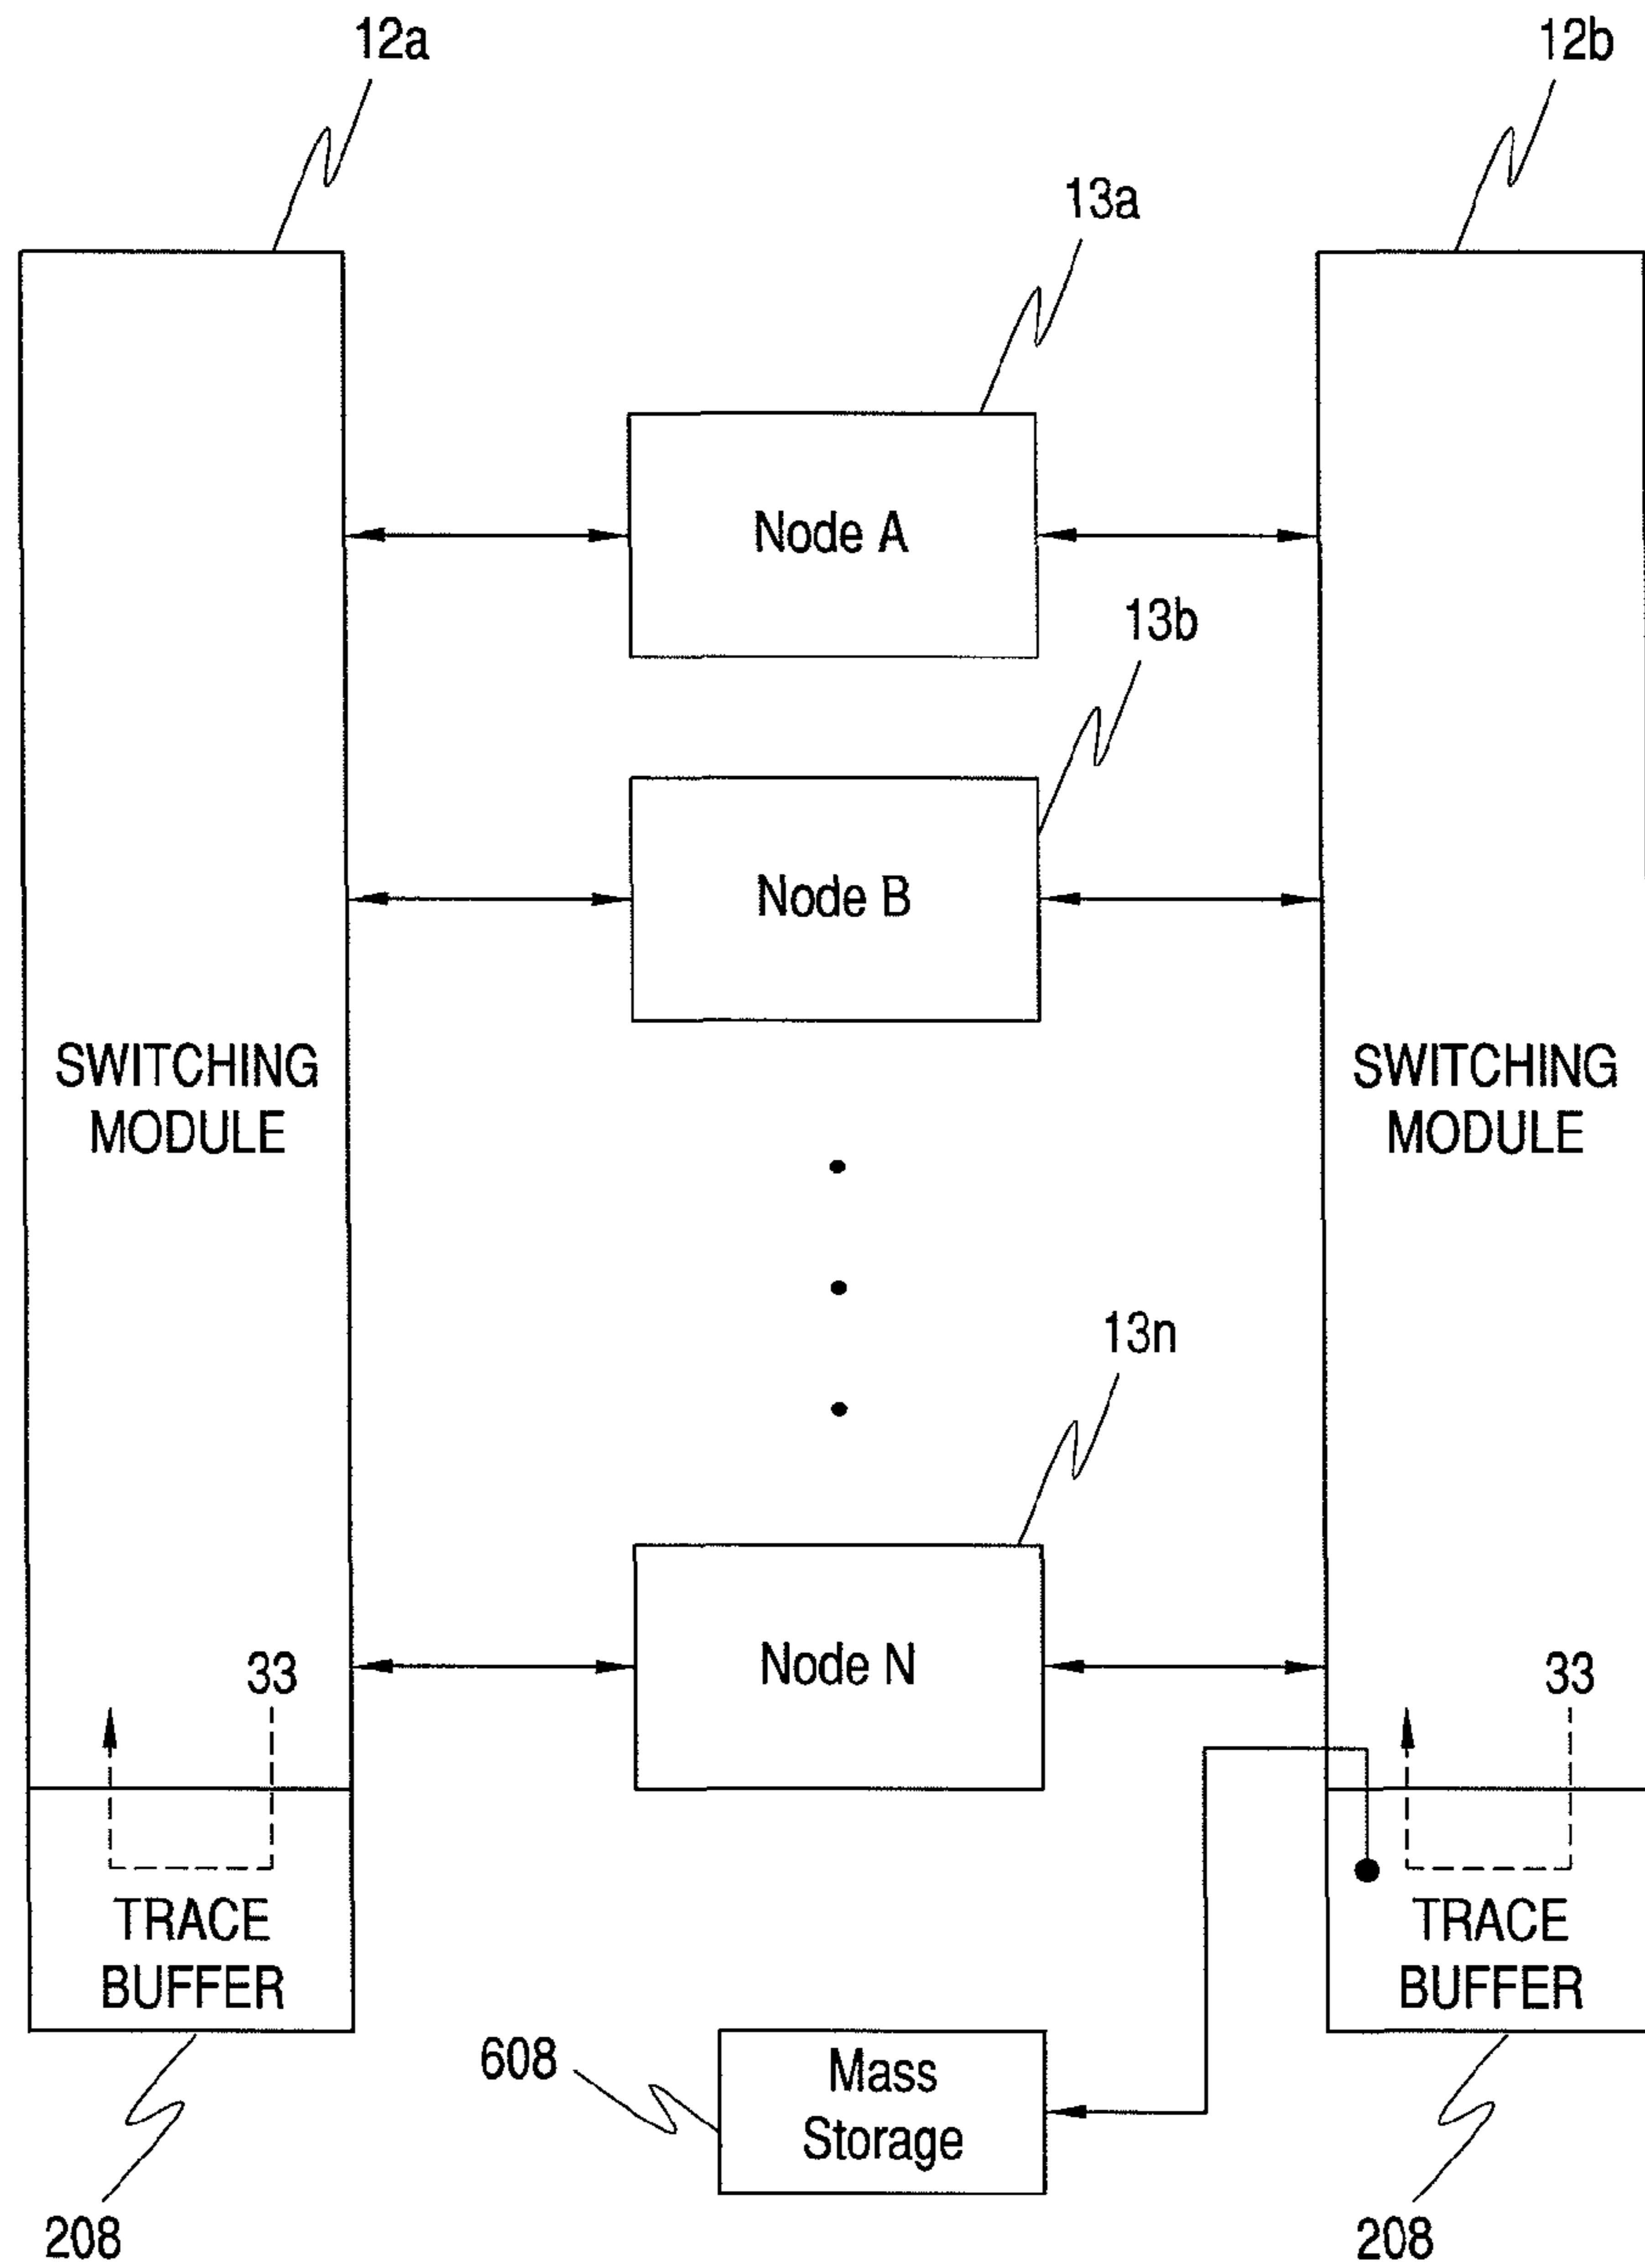 12a
12b
13a
Node A
13b
Node B
SWITCHING
MODULE
SWITCHING
MODULE
13n
Node N
33
33
TRACE
BUFFER
TRACE
BUFFER
608
Mass
Storage
208
208